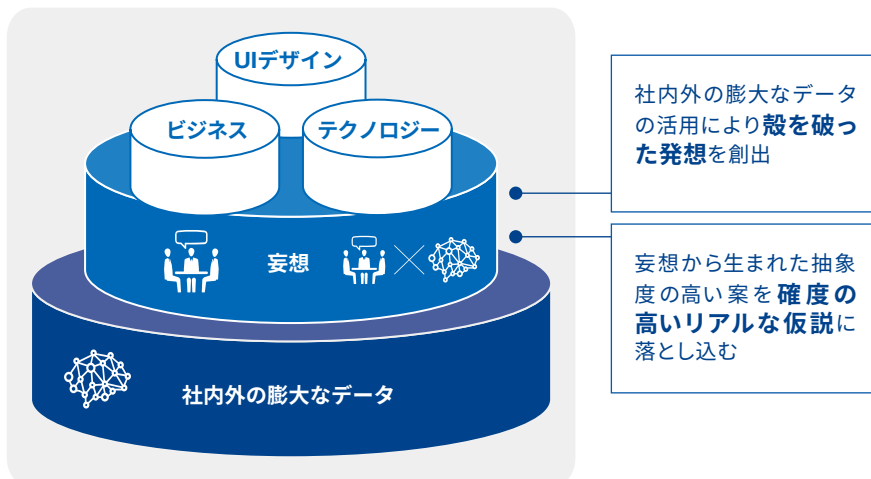 UIデザイン
ビジネス
テクノロジー
妄想
社内外の膨大なデータ
社内外の膨大なデータ
の活用により殻を破っ
た発想を創出
妄想から生まれた抽象
度の高い案を確度の
高いリアルな仮説に
落とし込む